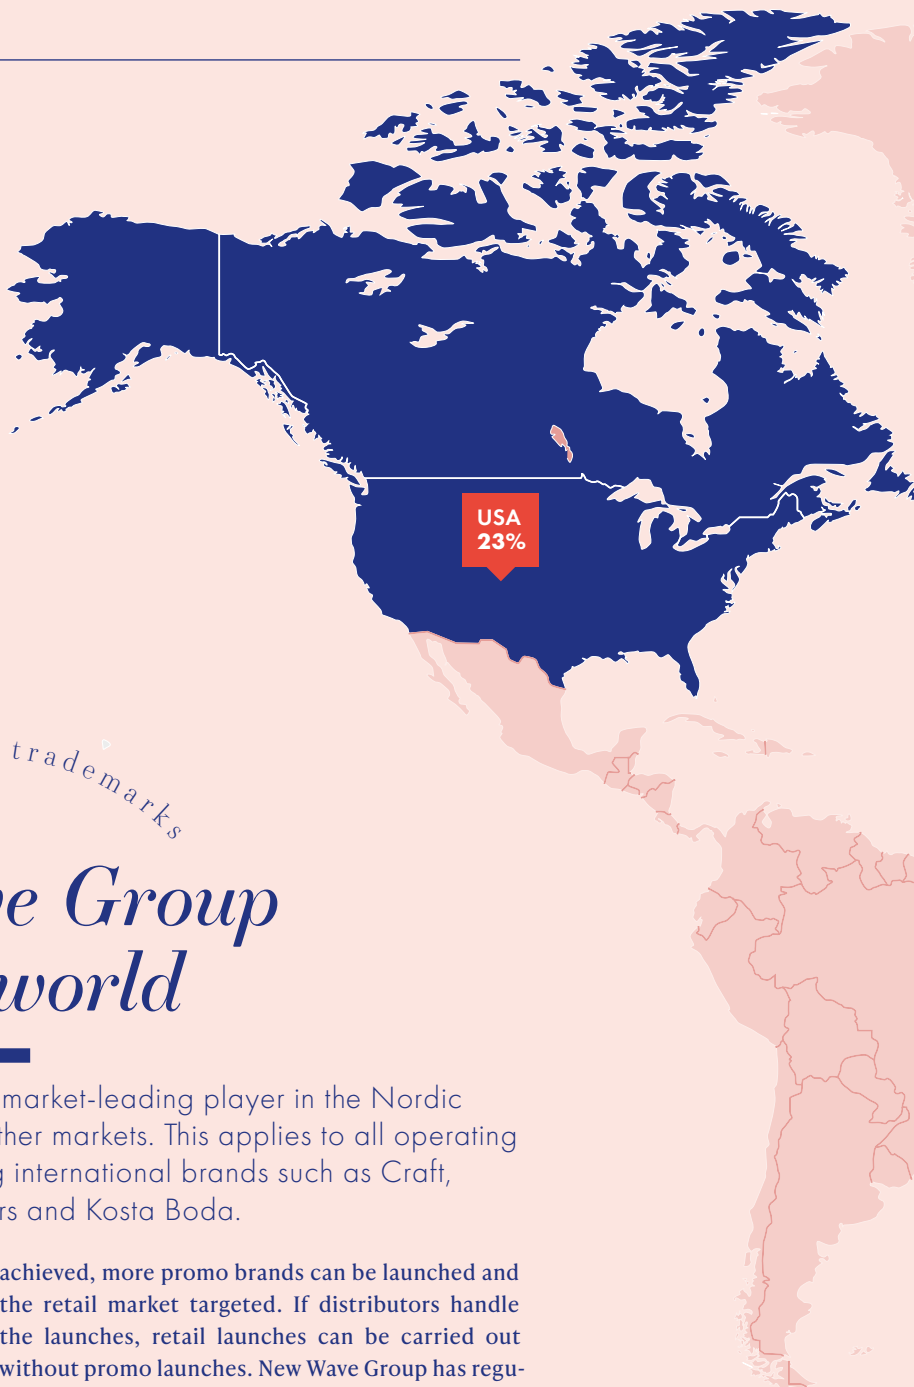 USA
23%
trademarks
Group
world
market-leading player in the Nordic
markets. This applies to all operating
international brands such as Craft,
and Kosta Boda.
achieved, more promo brands can be launched and
the retail market targeted. If distributors handle
the launches, retail launches can be carried out
without promo launches. New Wave Group has regu-